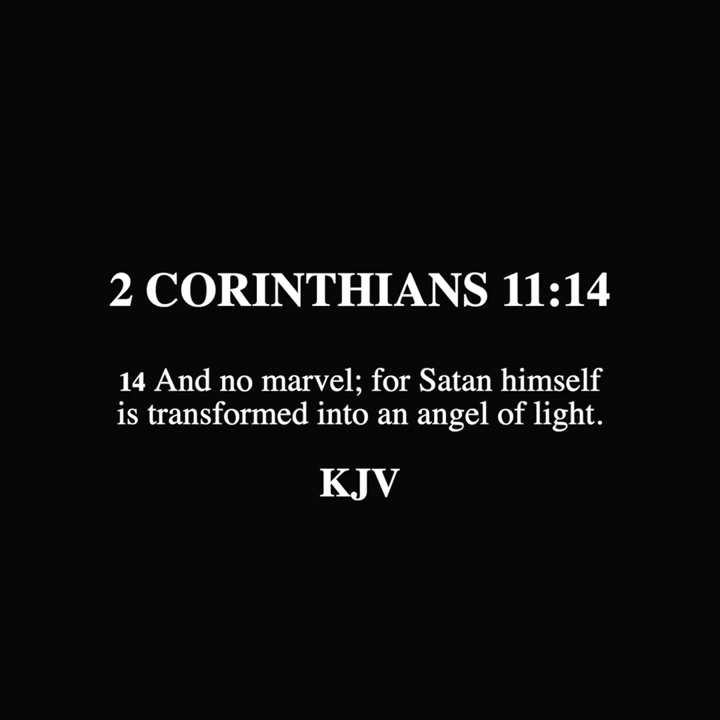 2 CORINTHIANS 11:14
14 And no marvel; for Satan himself
is transformed into an angel of light.
KJV